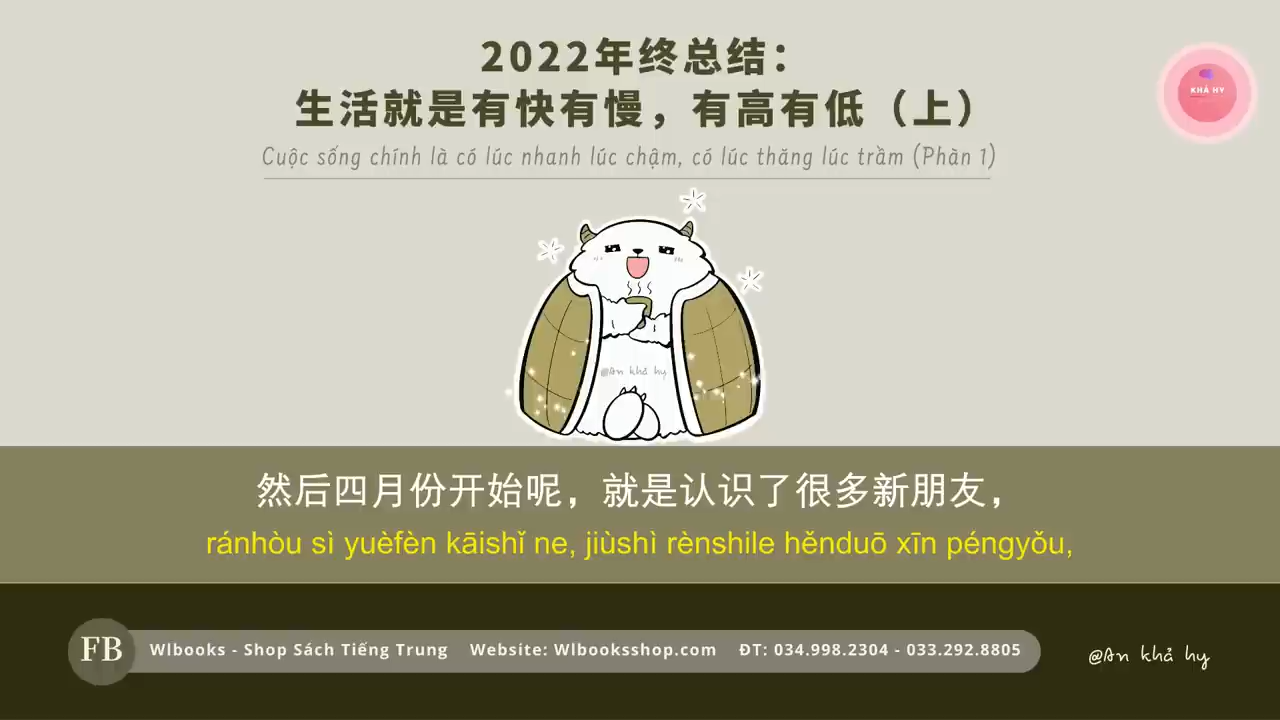 2022年终总结：
生活就是有快有慢，有高有低（上）
Cuộc sống chính là có lúc nhanh lúc chậm, có lúc thăng lúc trầm (Phần 1)
KHẢ HY
@An khả hy
然后四月份开始呢，就是认识了很多新朋友，
ránhòu sì yuèfèn kāishǐ ne, jiùshì rènshile hěnduō xīn péngyǒu,
FB Wlbooks - Shop Sách Tiếng Trung Website: Wlbooksshop.com ĐT: 034.998.2304 - 033.292.8805
@An khả hy